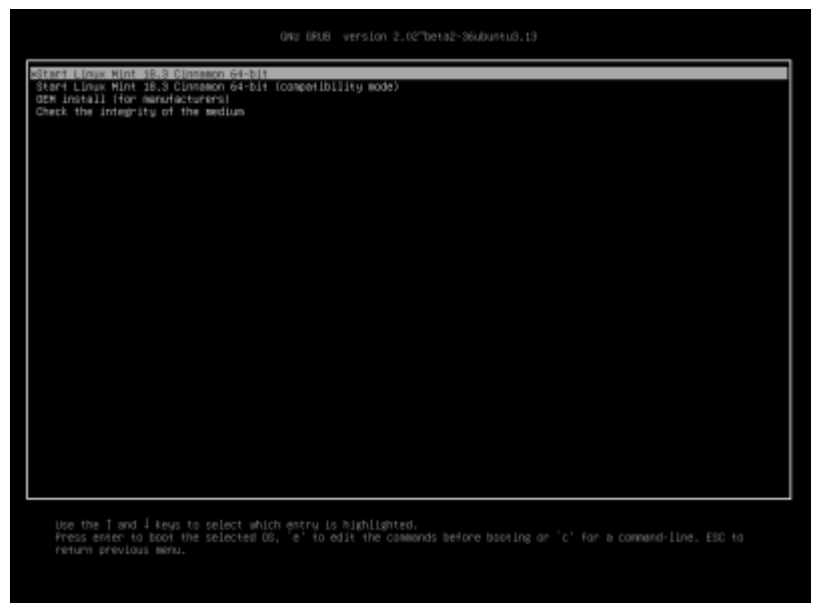 GNU GRUB version 2.02~beta2-36ubuntu3.13
*Start Linux Mint 18.3 Cinnamon 64-bit
Start Linux Mint 18.3 Cinnamon 64-bit (compatibility mode)
OEM install (for manufacturers)
Check the integrity of the medium
Use the ↑ and ↓ keys to select which entry is highlighted.
Press enter to boot the selected OS, `e' to edit the commands before booting or `c' for a command-line. ESC to
return previous menu.